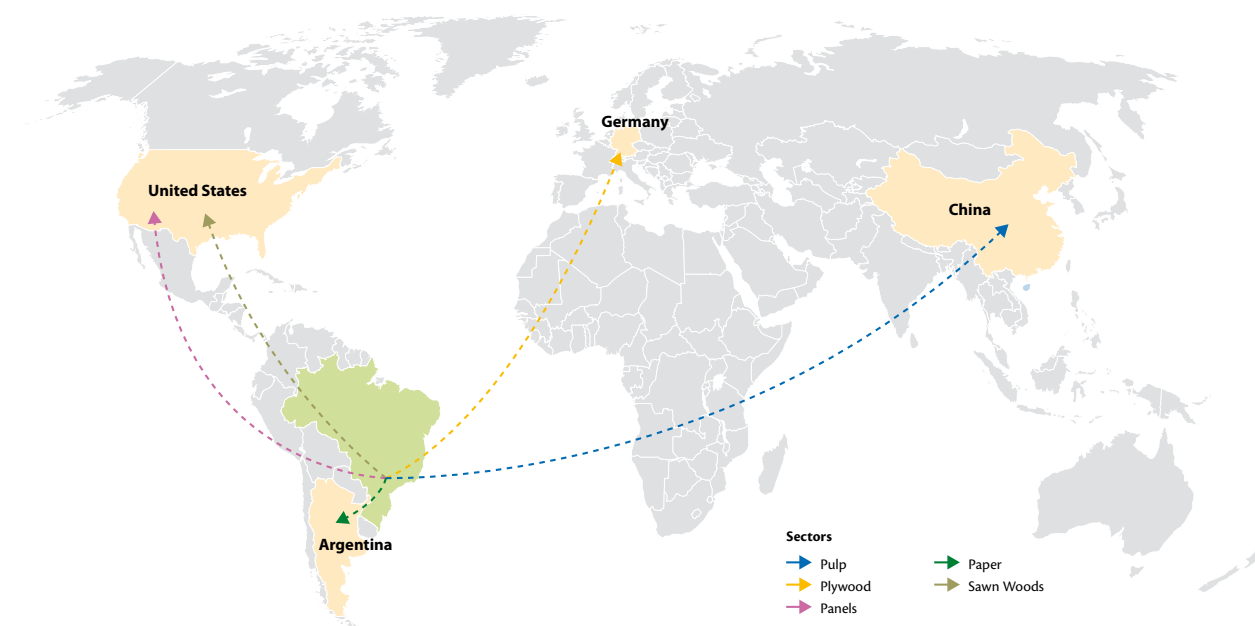 Germany
United States
China
Argentina
Sectors
Pulp
Plywood
Panels
Paper
Sawn Woods